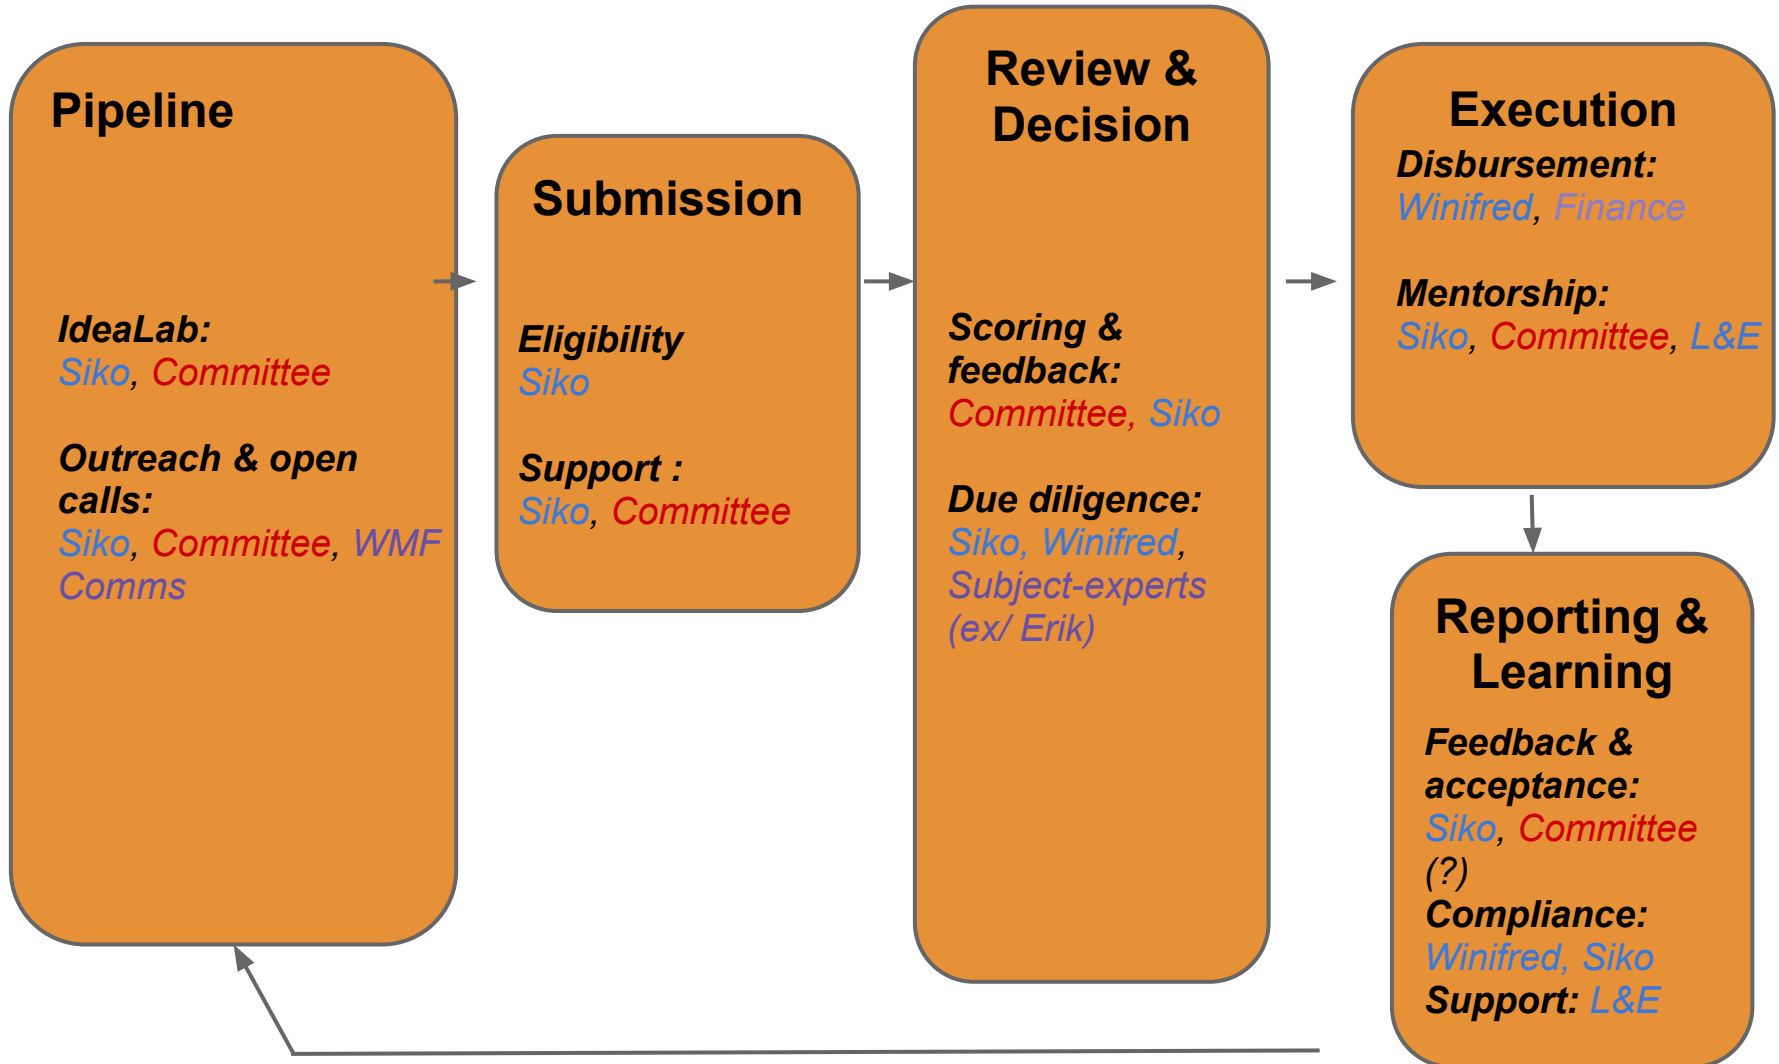 Pipeline
IdeaLab:
Siko, Committee
Outreach & open
calls:
Siko, Committee, WMF
Comms
Submission
Eligibility
Siko
Support :
Siko, Committee
Review &
Decision
Scoring &
feedback:
Committee, Siko
Due diligence:
Siko, Winifred,
Subject-experts
(ex/ Erik)
Execution
Disbursement:
Winifred, Finance
Mentorship:
Siko, Committee, L&E
Reporting &
Learning
Feedback &
acceptance:
Siko, Committee
(?)
Compliance:
Winifred, Siko
Support: L&E